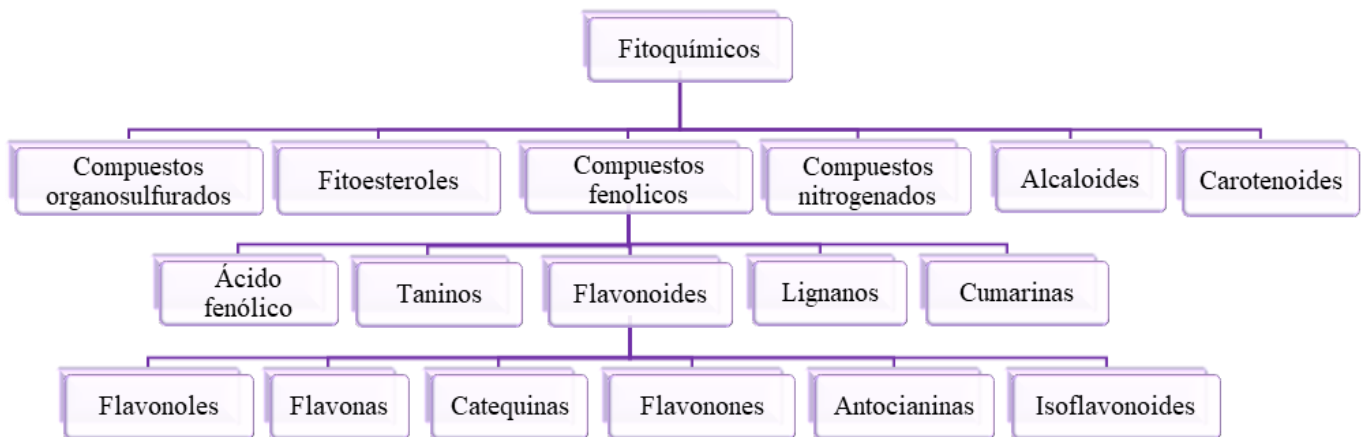 Fitoquímicos
Compuestos
organosulfurados
Fitoesteroles
Compuestos
fenolicos
Compuestos
nitrogenados
Alcaloides
Carotenoides
Ácido
fenólico
Taninos
Flavonoides
Lignanos
Cumarinas
Flavonoles
Flavonas
Catequinas
Flavonones
Antocianinas
Isoflavonoides